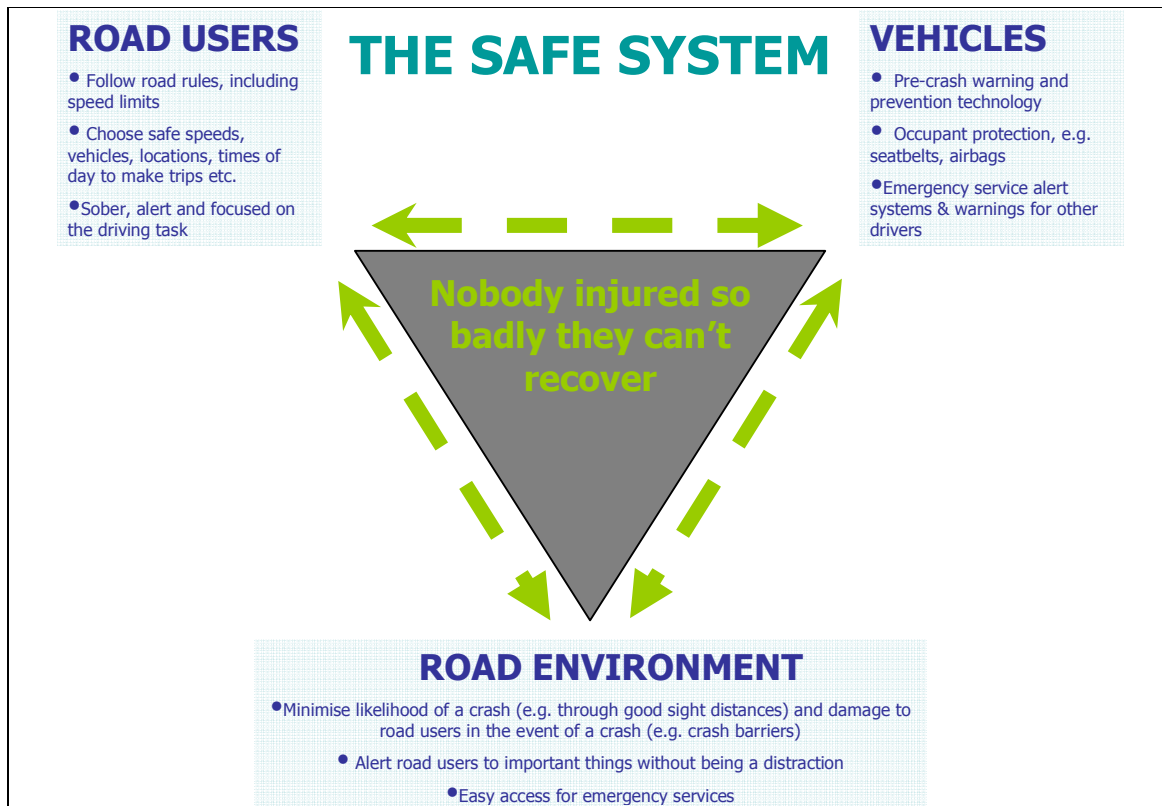 ROAD USERS
• Follow road rules, including
speed limits
• Choose safe speeds,
vehicles, locations, times of
day to make trips etc.
•Sober, alert and focused on
the driving task
THE SAFE SYSTEM
VEHICLES
• Pre-crash warning and
prevention technology
• Occupant protection, e.g.
seatbelts, airbags
•Emergency service alert
systems & warnings for other
drivers
Nobody injured so
badly they can't
recover
ROAD ENVIRONMENT
•Minimise likelihood of a crash (e.g. through good sight distances) and damage to
road users in the event of a crash (e.g. crash barriers)
• Alert road users to important things without being a distraction
•Easy access for emergency services